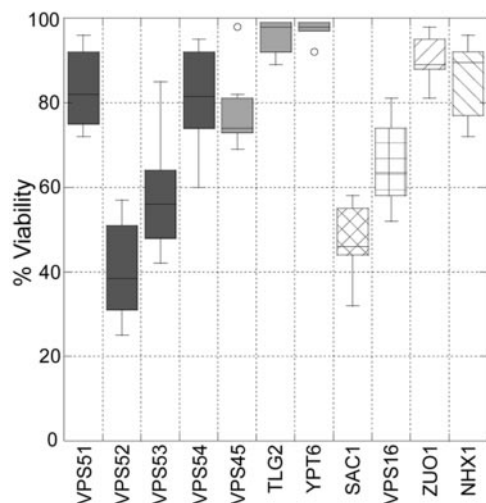 100
80
60
40
20
0
% Viability
VPS51
VPS52
VPS53
VPS54
VPS45
TLG2
YPT6
SAC1
VPS16
ZUO1
NHX1